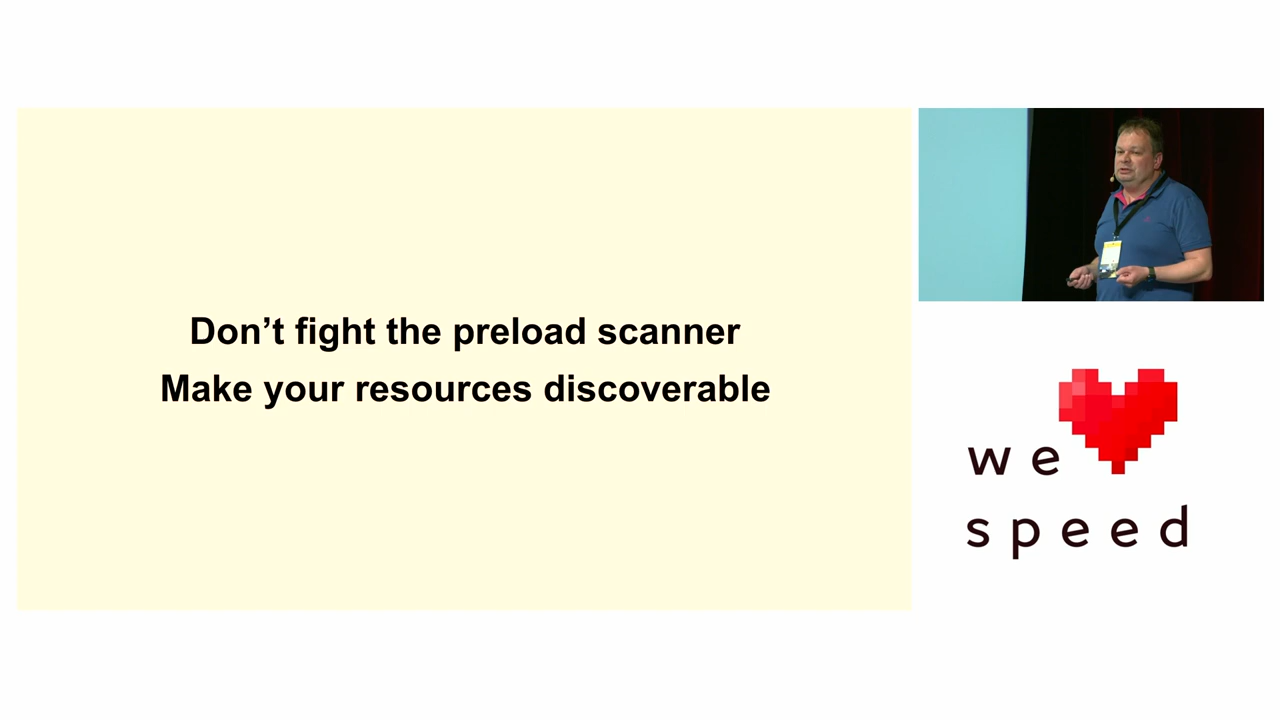 Don’t fight the preload scanner
Make your resources discoverable
we
speed